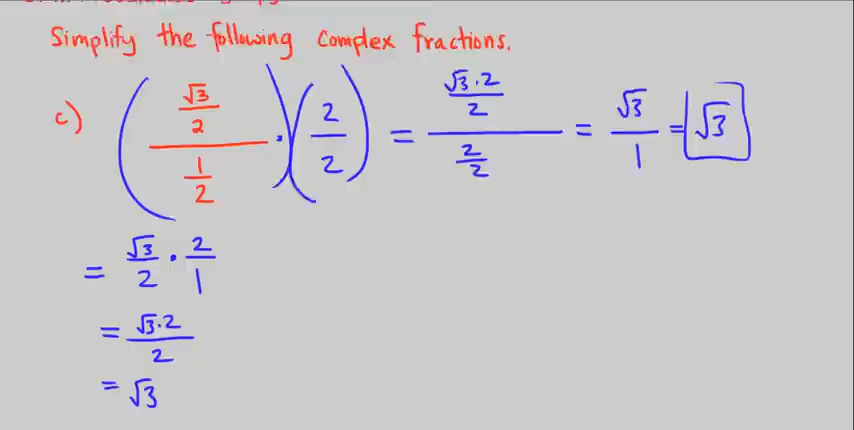 Simplify the following complex fractions.
c) ((√3/2)/(1/2)) · (2/2) = (√3·2/2)/(2/2) = √3/1 = √3
= √3/2 · 2/1
= √3·2/2
= √3